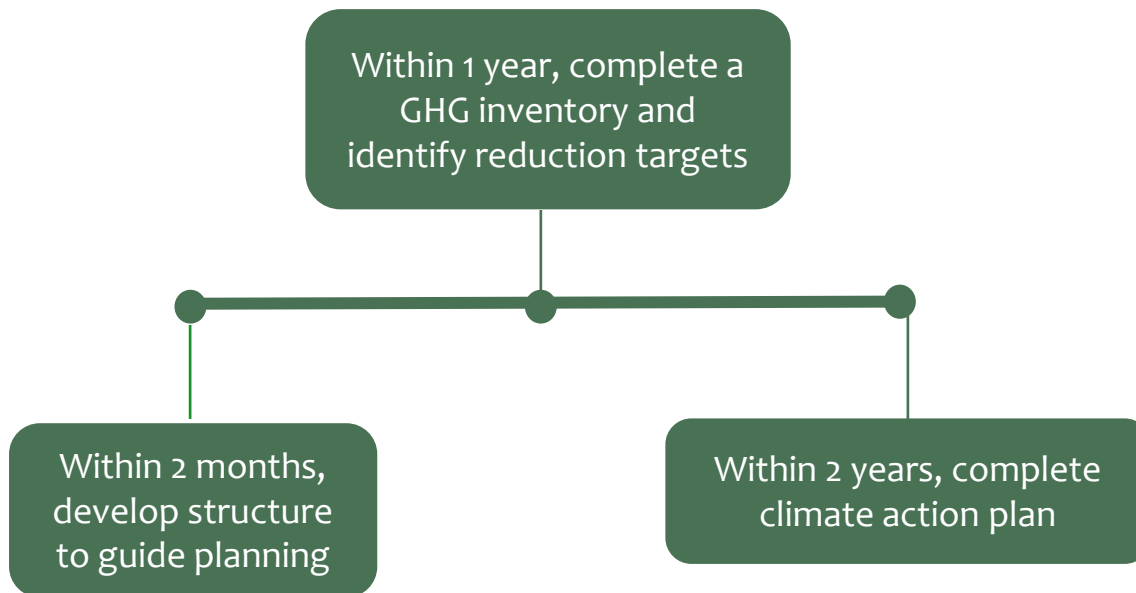 Within 1 year, complete a
GHG inventory and
identify reduction targets
Within 2 months,
develop structure
to guide planning
Within 2 years, complete
climate action plan